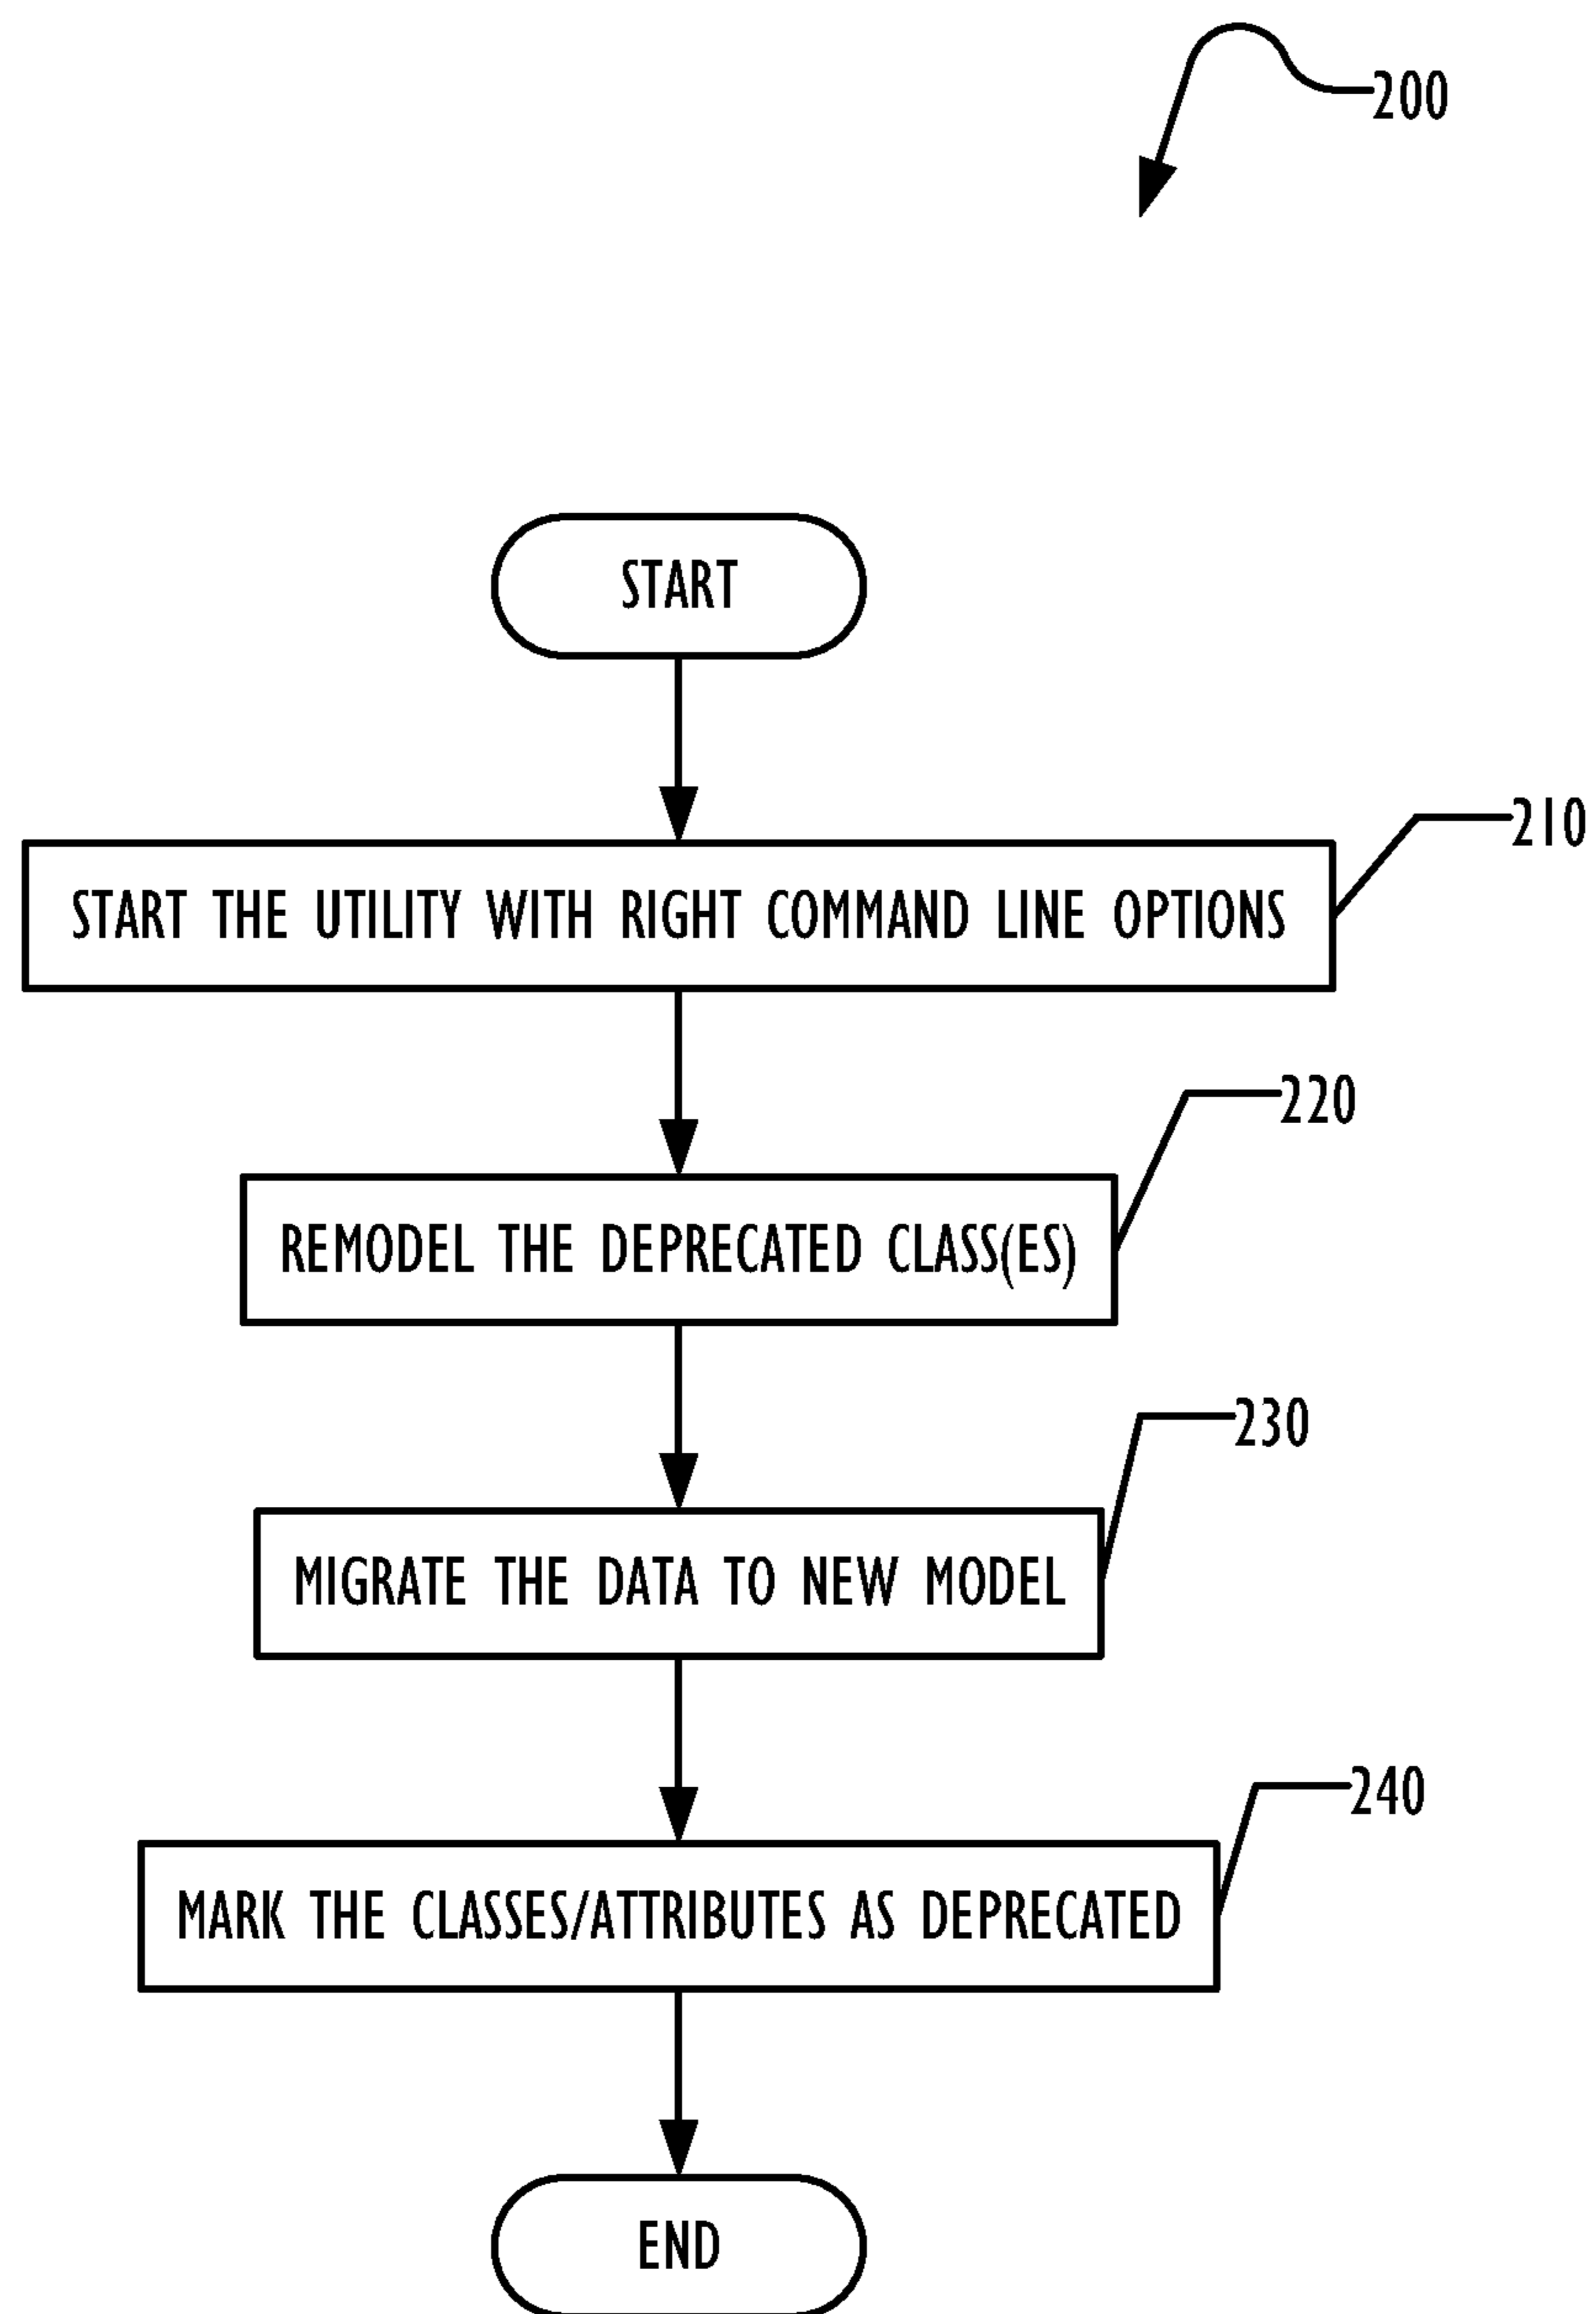 200
START
210
START THE UTILITY WITH RIGHT COMMAND LINE OPTIONS
220
REMODEL THE DEPRECATED CLASS(ES)
230
MIGRATE THE DATA TO NEW MODEL
240
MARK THE CLASSES/ATTRIBUTES AS DEPRECATED
END